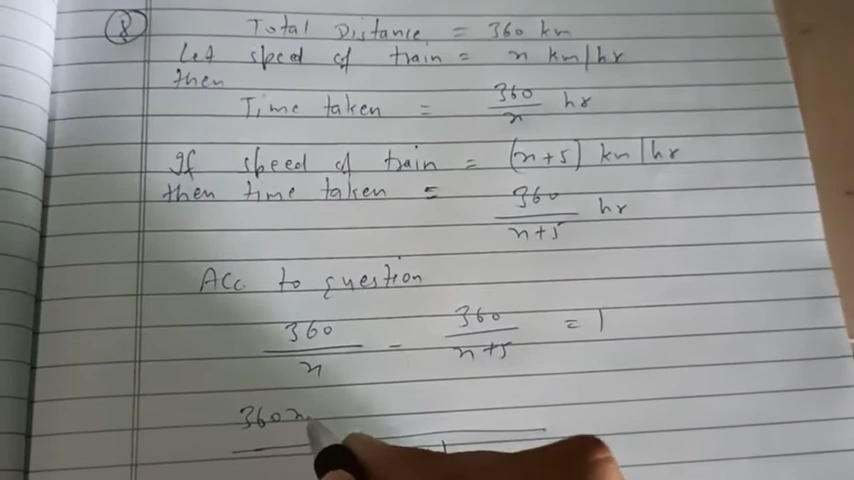 8 Total Distance = 360 km
Let speed of train = n km/hr
then
Time taken = 360/n hr
If speed of train = (n+5) km/hr
then time taken = 360/n+5 hr
Acc to question
360/n - 360/n+5 = 1
360n